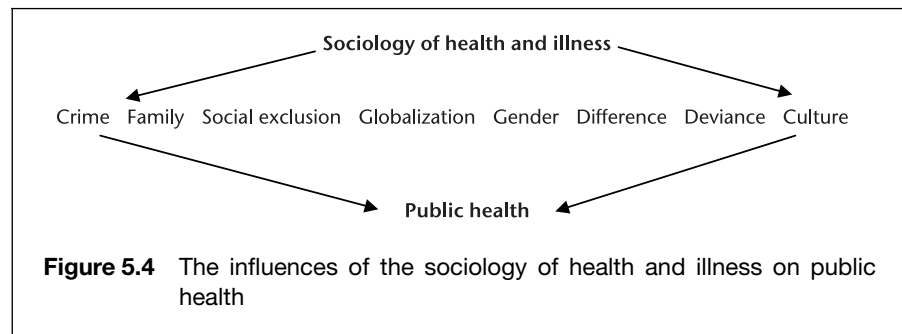 Sociology of health and illness
Crime Family Social exclusion Globalization Gender Difference Deviance Culture
Public health
Figure 5.4 The influences of the sociology of health and illness on public
health